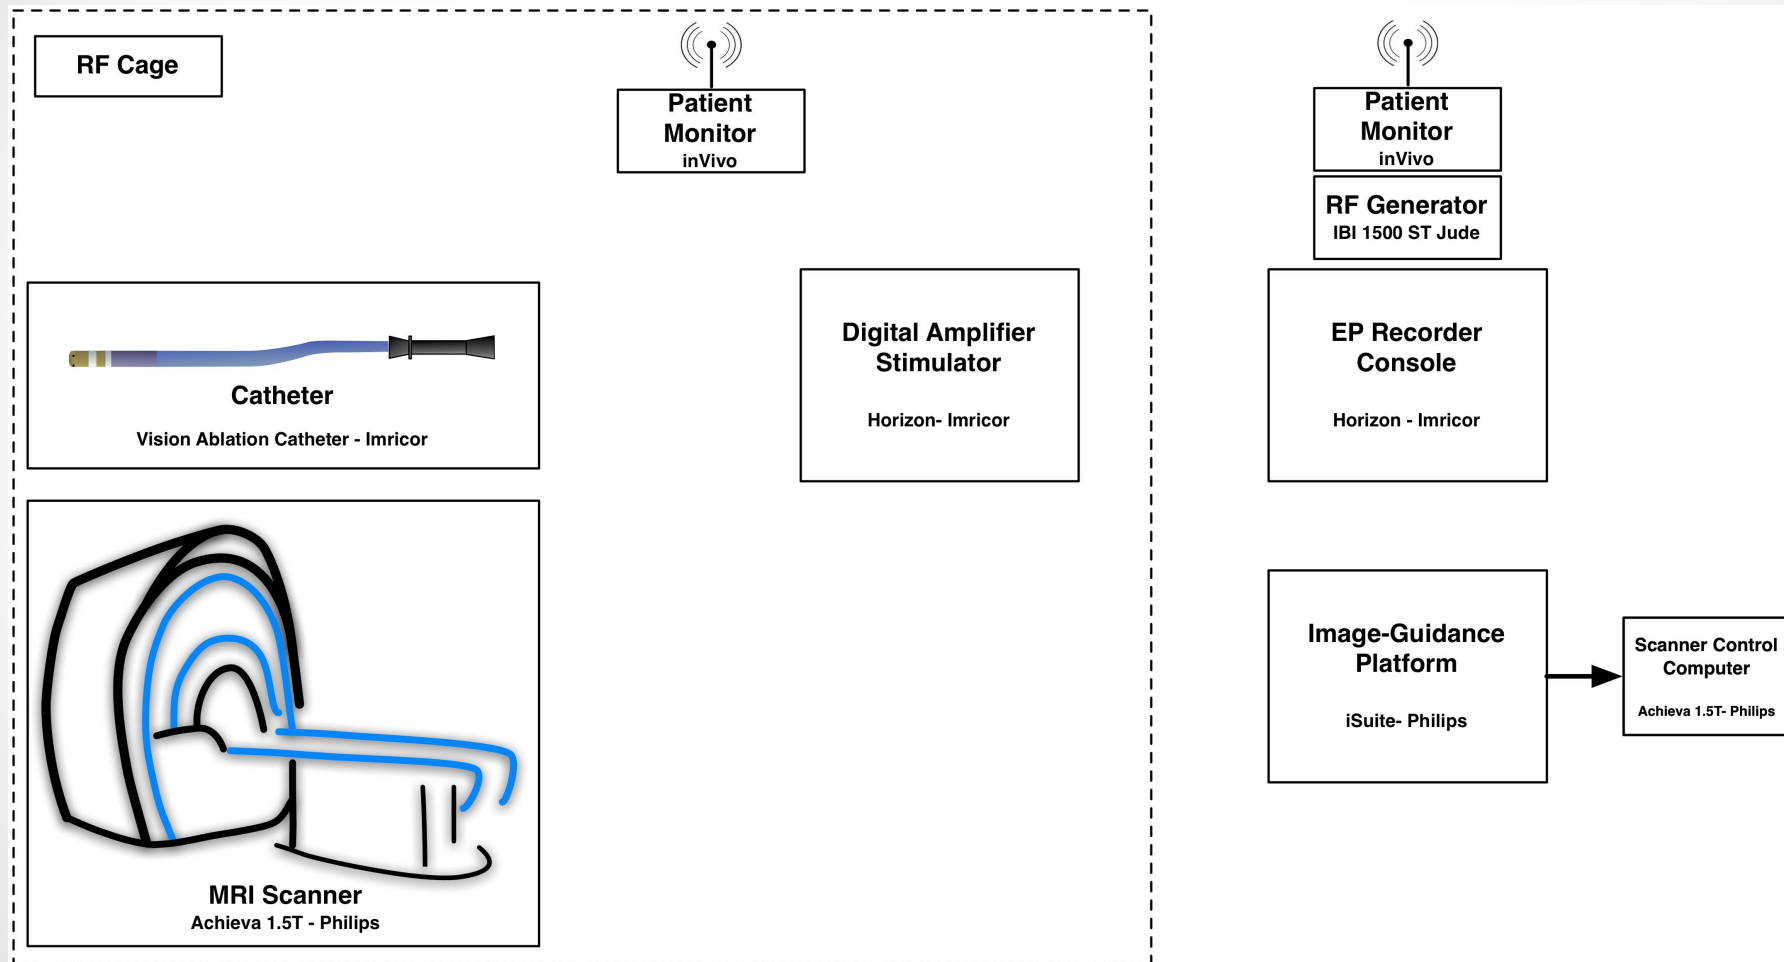 RF Cage
Patient
Monitor
inVivo
Patient
Monitor
inVivo
RF Generator
IBI 1500 ST Jude
Catheter
Vision Ablation Catheter - Imricor
Digital Amplifier
Stimulator
Horizon- Imricor
EP Recorder
Console
Horizon - Imricor
MRI Scanner
Achieva 1.5T - Philips
Image-Guidance
Platform
iSuite- Philips
Scanner Control
Computer
Achieva 1.5T- Philips